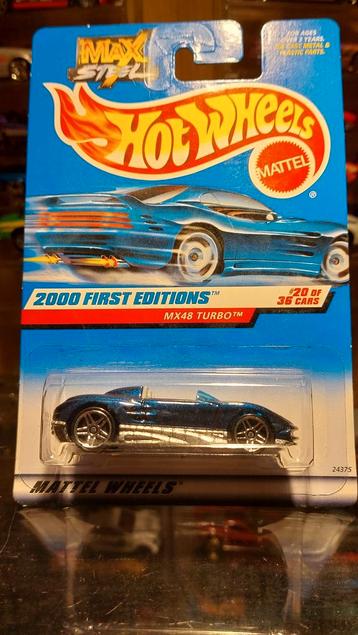 MAX
STEEL
FOR AGES
OVER 3 YEARS.
DIE CAST METAL &
PLASTIC PARTS.
HOT WHEELS
MATTEL
®
2000 FIRST EDITIONS™
#20 OF
36 CARS
MX48 TURBO™
24375
MATTEL WHEELS™